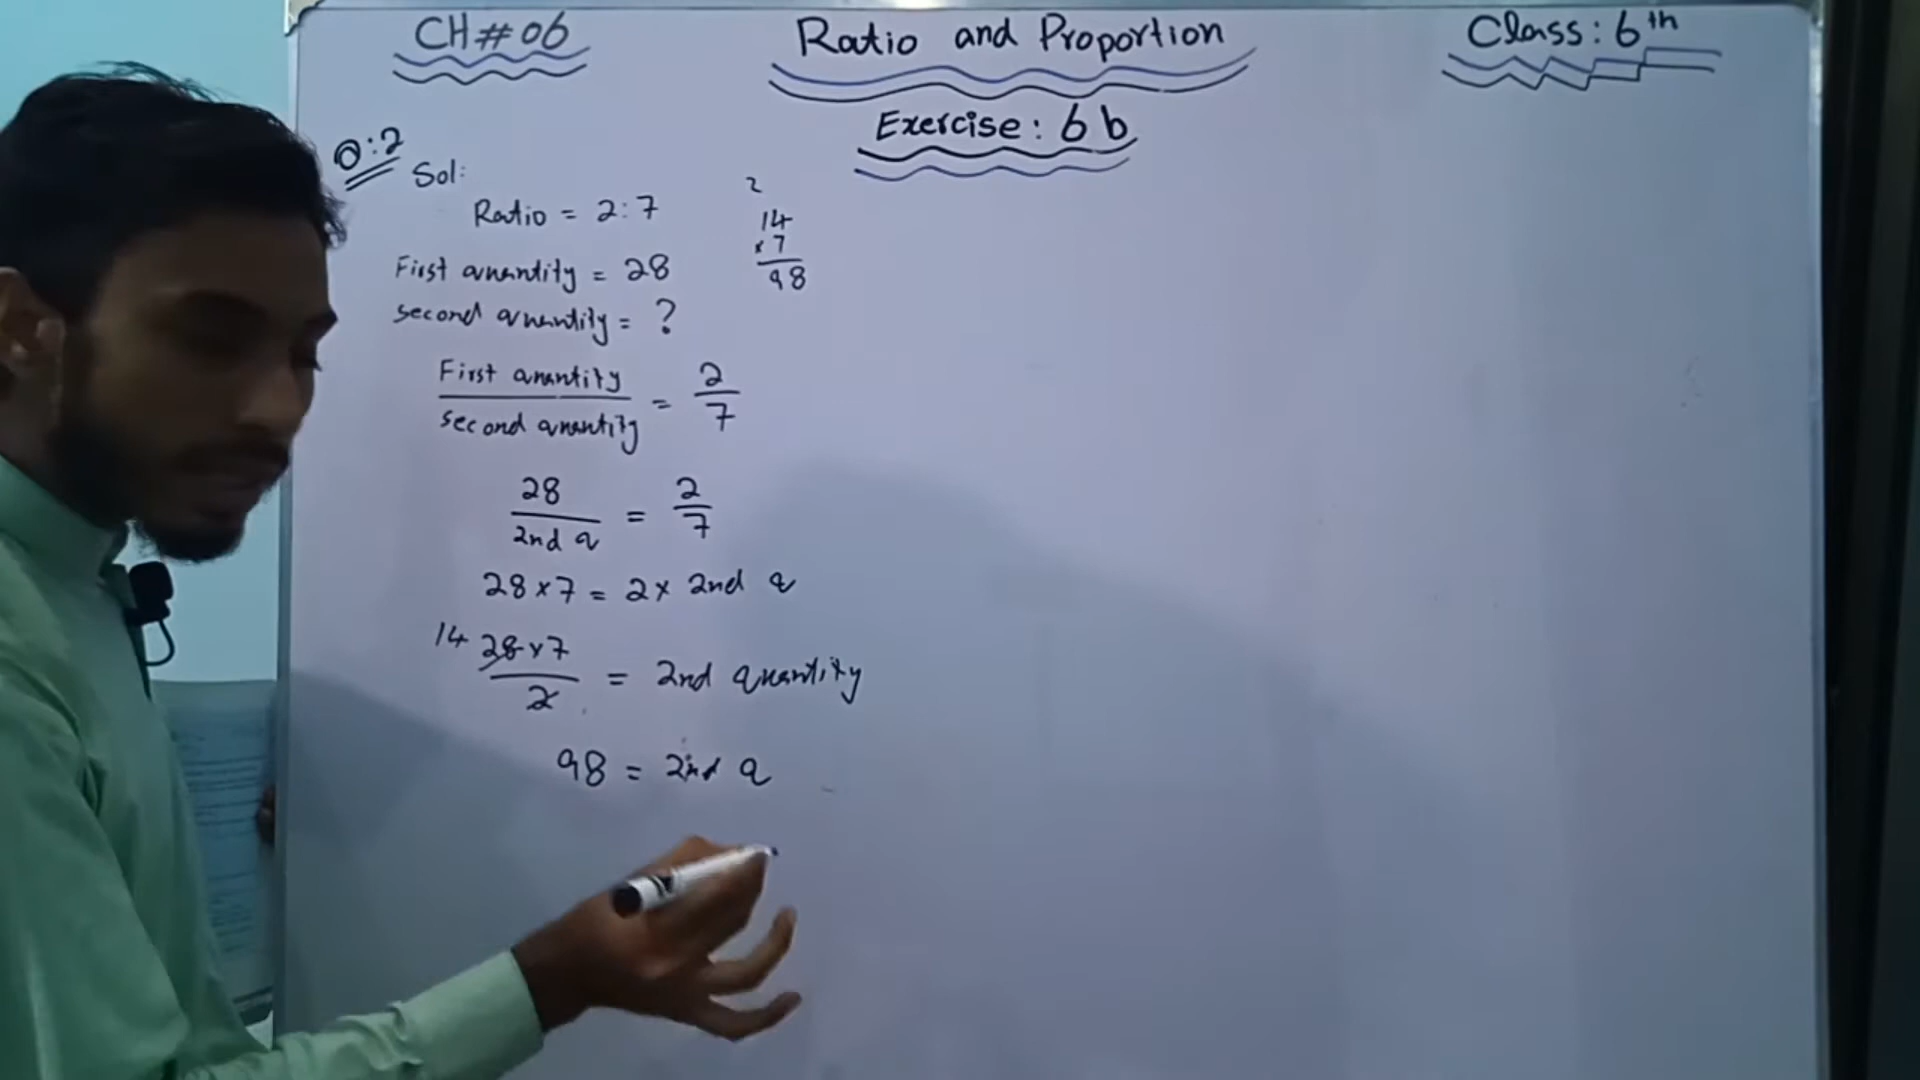 CH#06
Ratio and Proportion
Class: 6th
Exercise: 6b
Q:2
Sol:
Ratio = 2:7
First quantity = 28
second quantity = ?
2
14
×7
98
First quantity / second quantity = 2/7
28 / 2nd q = 2/7
28×7 = 2× 2nd q
14 28×7 / 2 = 2nd quantity
98 = 2nd q